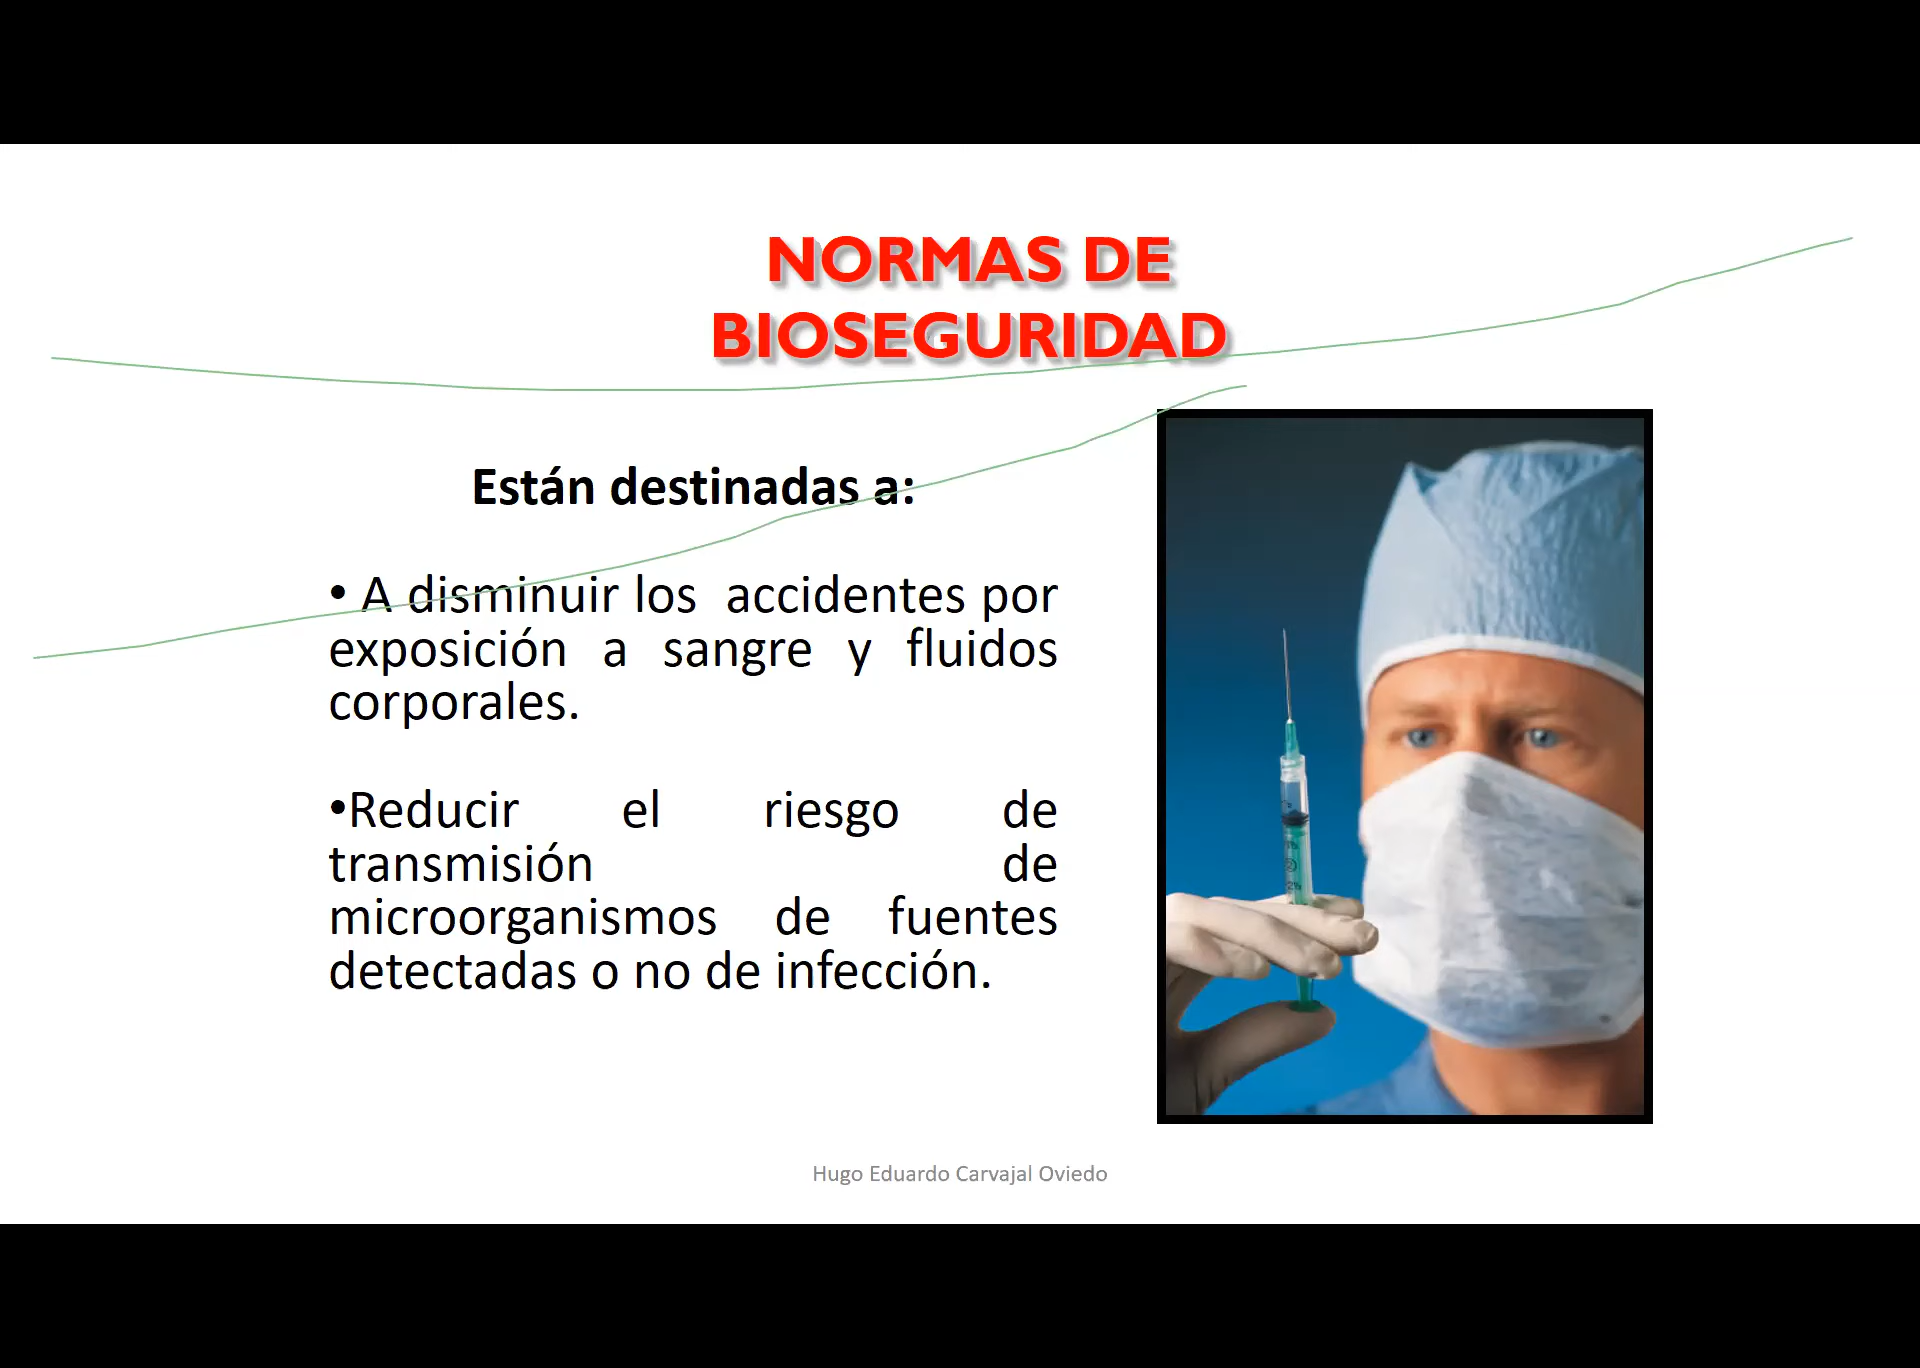 NORMAS DE
BIOSEGURIDAD
Están destinadas a:
• A disminuir los accidentes por
exposición a sangre y fluidos
corporales.
•Reducir el riesgo de
transmisión de
microorganismos de fuentes
detectadas o no de infección.
Hugo Eduardo Carvajal Oviedo